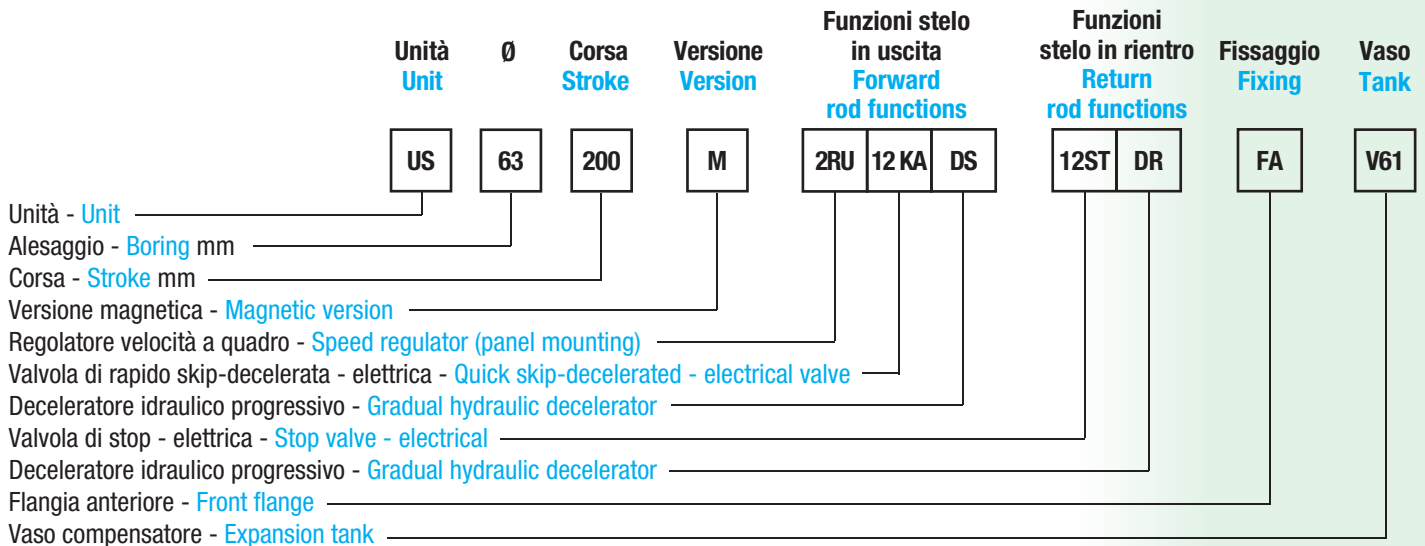 Unità Ø Corsa Versione Funzioni stelo in uscita Funzioni stelo in rientro Fissaggio Vaso
Unit Stroke Version Forward rod functions Return rod functions Fixing Tank
US 63 200 M 2RU 12 KA DS 12ST DR FA V61
Unità - Unit
Alesaggio - Boring mm
Corsa - Stroke mm
Versione magnetica - Magnetic version
Regolatore velocità a quadro - Speed regulator (panel mounting)
Valvola di rapido skip-decelerata - elettrica - Quick skip-decelerated - electrical valve
Deceleratore idraulico progressivo - Gradual hydraulic decelerator
Valvola di stop - elettrica - Stop valve - electrical
Deceleratore idraulico progressivo - Gradual hydraulic decelerator
Flangia anteriore - Front flange
Vaso compensatore - Expansion tank